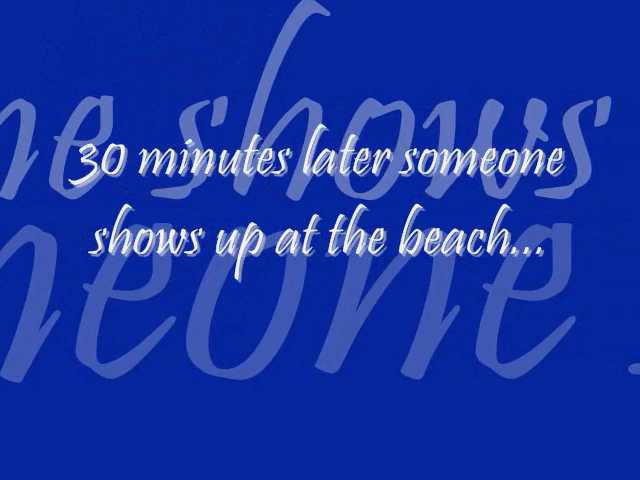 30 minutes later someone
shows up at the beach...